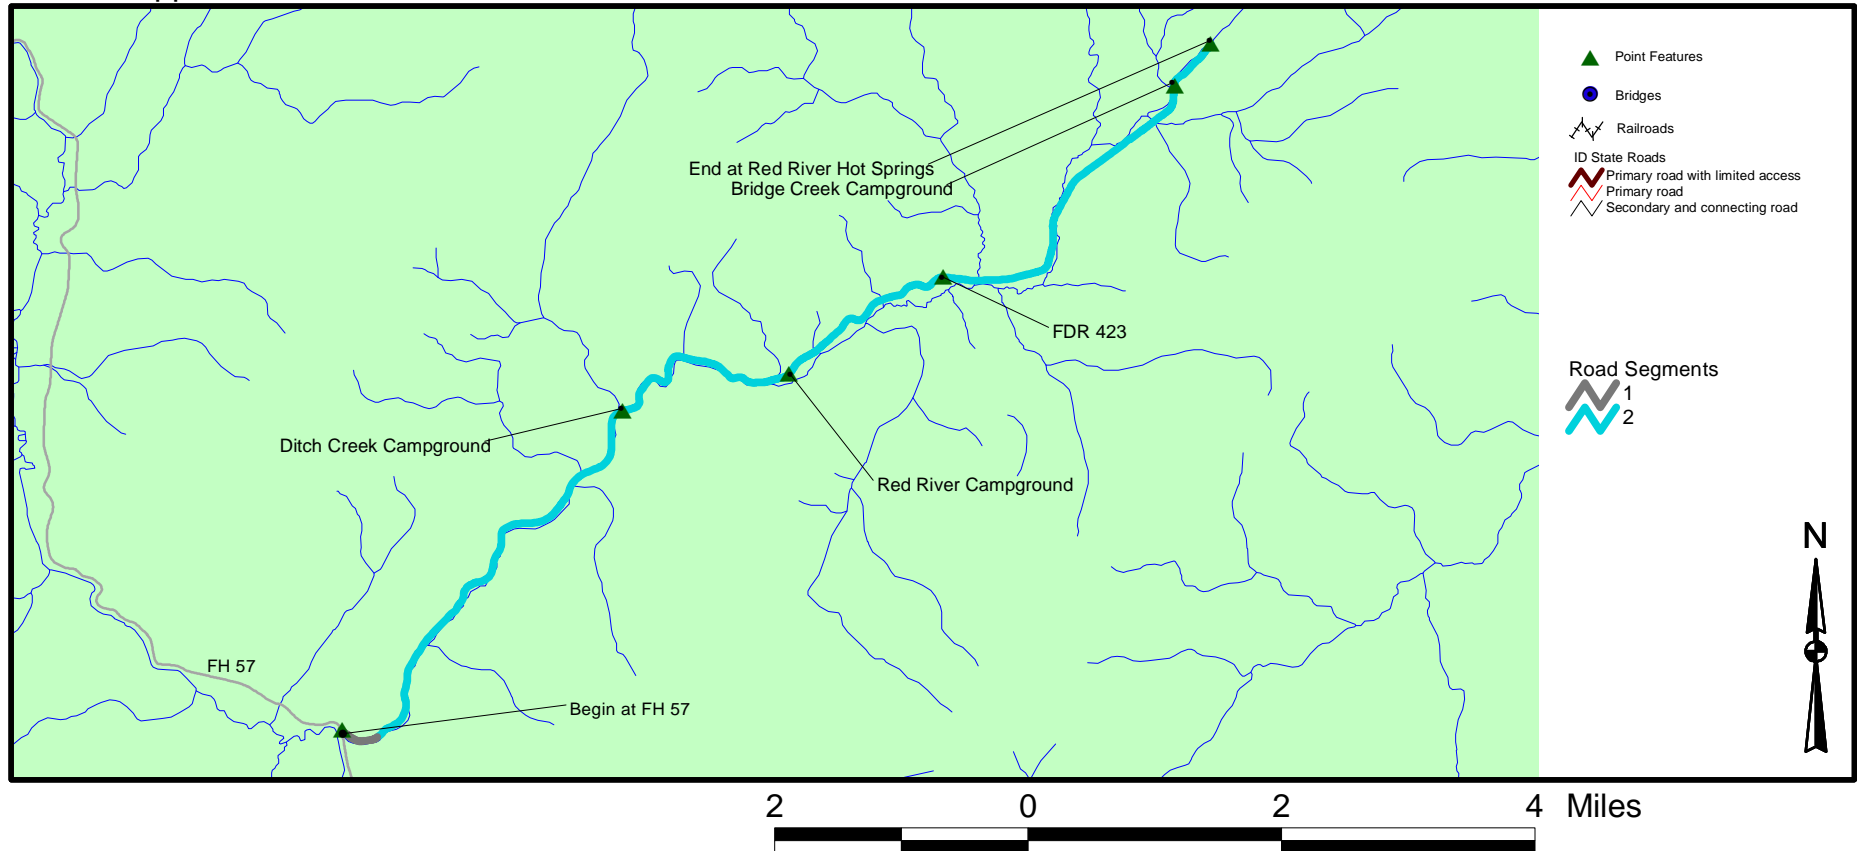 End at Red River Hot Springs
Bridge Creek Campground
FDR 423
Ditch Creek Campground
Red River Campground
FH 57
Begin at FH 57
Point Features
Bridges
Railroads
ID State Roads
Primary road with limited access
Primary road
Secondary and connecting road
Road Segments
1
2
N
2 0 2 4 Miles